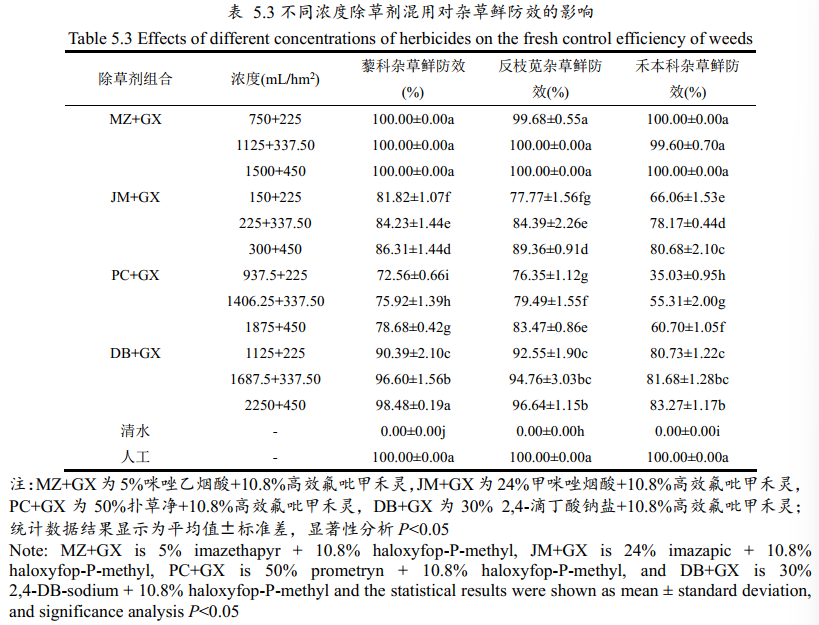 表 5.3 不同浓度除草剂混用对杂草鲜防效的影响
Table 5.3 Effects of different concentrations of herbicides on the fresh control efficiency of weeds
除草剂组合 浓度(mL/hm²) 藜科杂草鲜防效(%) 反枝苋杂草鲜防效(%) 禾本科杂草鲜防效(%)
MZ+GX 750+225 100.00±0.00a 99.68±0.55a 100.00±0.00a
1125+337.50 100.00±0.00a 100.00±0.00a 99.60±0.70a
1500+450 100.00±0.00a 100.00±0.00a 100.00±0.00a
JM+GX 150+225 81.82±1.07f 77.77±1.56fg 66.06±1.53e
225+337.50 84.23±1.44e 84.39±2.26e 78.17±0.44d
300+450 86.31±1.44d 89.36±0.91d 80.68±2.10c
PC+GX 937.5+225 72.56±0.66i 76.35±1.12g 35.03±0.95h
1406.25+337.50 75.92±1.39h 79.49±1.55f 55.31±2.00g
1875+450 78.68±0.42g 83.47±0.86e 60.70±1.05f
DB+GX 1125+225 90.39±2.10c 92.55±1.90c 80.73±1.22c
1687.5+337.50 96.60±1.56b 94.76±3.03bc 81.68±1.28bc
2250+450 98.48±0.19a 96.64±1.15b 83.27±1.17b
清水 - 0.00±0.00j 0.00±0.00h 0.00±0.00i
人工 - 100.00±0.00a 100.00±0.00a 100.00±0.00a
注:MZ+GX 为 5%咪唑乙烟酸+10.8%高效氟吡甲禾灵,JM+GX 为 24%甲咪唑烟酸+10.8%高效氟吡甲禾灵，
PC+GX 为 50%扑草净+10.8%高效氟吡甲禾灵，DB+GX 为 30% 2,4-滴丁酸钠盐+10.8%高效氟吡甲禾灵；
统计数据结果显示为平均值±标准差，显著性分析 P<0.05
Note: MZ+GX is 5% imazethapyr + 10.8% haloxyfop-P-methyl, JM+GX is 24% imazapic + 10.8%
haloxyfop-P-methyl, PC+GX is 50% prometryn + 10.8% haloxyfop-P-methyl, and DB+GX is 30%
2,4-DB-sodium + 10.8% haloxyfop-P-methyl and the statistical results were shown as mean ± standard deviation,
and significance analysis P<0.05